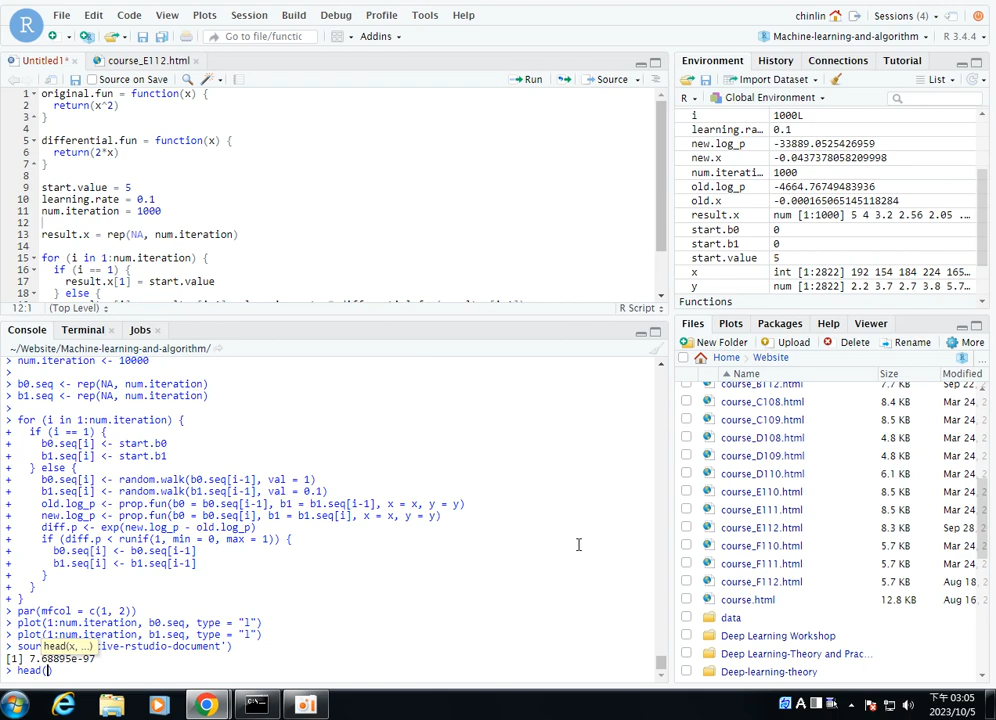 File Edit Code View Plots Session Build Debug Profile Tools Help
chinlin Sessions (4)
Go to file/functic Addins
Machine-learning-and-algorithm R 3.4.4
Untitled1* course_E112.html
Source on Save Run Source
1 original.fun = function(x) {
2 return(x^2)
3 }
4
5 differential.fun = function(x) {
6 return(2*x)
7 }
8
9 start.value = 5
10 learning.rate = 0.1
11 num.iteration = 1000
12
13 result.x = rep(NA, num.iteration)
14
15 for (i in 1:num.iteration) {
16 if (i == 1) {
17 result.x[1] = start.value
18 } else {
12:1 (Top Level) R Script
Console Terminal Jobs
~/Website/Machine-learning-and-algorithm/
> num.iteration <- 10000
>
> b0.seq <- rep(NA, num.iteration)
> b1.seq <- rep(NA, num.iteration)
>
> for (i in 1:num.iteration) {
+ if (i == 1) {
+ b0.seq[i] <- start.b0
+ b1.seq[i] <- start.b1
+ } else {
+ b0.seq[i] <- random.walk(b0.seq[i-1], val = 1)
+ b1.seq[i] <- random.walk(b1.seq[i-1], val = 0.1)
+ old.log_p <- prop.fun(b0 = b0.seq[i-1], b1 = b1.seq[i-1], x = x, y = y)
+ new.log_p <- prop.fun(b0 = b0.seq[i], b1 = b1.seq[i], x = x, y = y)
+ diff.p <- exp(new.log_p - old.log_p)
+ if (diff.p < runif(1, min = 0, max = 1)) {
+ b0.seq[i] <- b0.seq[i-1]
+ b1.seq[i] <- b1.seq[i-1]
+ }
+ }
+ }
> par(mfcol = c(1, 2))
> plot(1:num.iteration, b0.seq, type = "l")
> plot(1:num.iteration, b1.seq, type = "l")
> sour head(x, ...) tive-rstudio-document')
[1] 7.68895e-97
> head()
Environment History Connections Tutorial
Import Dataset List
R Global Environment
i 1000L
learning.ra… 0.1
new.log_p -33889.0525426959
new.x -0.0437378058209998
num.iterati… 1000
old.log_p -4664.76749483936
old.x -0.000165065145118284
result.x num [1:1000] 5 4 3.2 2.56 2.05 ...
start.b0 0
start.b1 0
start.value 5
x int [1:2822] 192 154 184 224 165…
y num [1:2822] 2.2 3.7 2.7 3.8 5.7…
Functions
Files Plots Packages Help Viewer
New Folder Upload Delete Rename More
Home Website
Name Size Modified
course_B112.html 7.7 KB Sep 22,
course_C108.html 8.4 KB Mar 24,
course_C109.html 8.5 KB Mar 24,
course_D108.html 4.8 KB Mar 24,
course_D109.html 4.8 KB Mar 24,
course_D110.html 6.1 KB Mar 24,
course_E110.html 8.5 KB Mar 24,
course_E111.html 8.5 KB Mar 24,
course_E112.html 8.3 KB Sep 28,
course_F110.html 5.7 KB Mar 24,
course_F111.html 5.7 KB Mar 24,
course_F112.html 5.7 KB Aug 18,
course.html 12.8 KB Aug 16,
data
Deep Learning Workshop
Deep Learning-Theory and Prac…
Deep-learning-theory
下午 03:05
2023/10/5